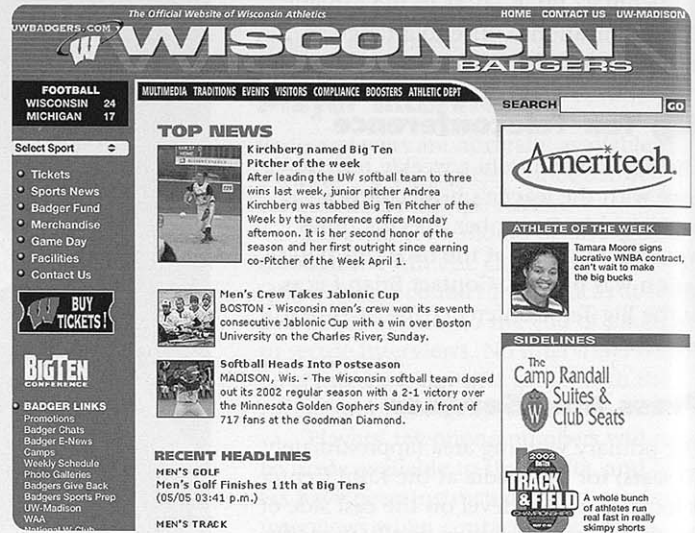 The Official Website of Wisconsin Athletics
HOME CONTACT US UW-MADISON
UWBADGERS.COM
W
WISCONSIN
BADGERS
FOOTBALL
WISCONSIN 24
MICHIGAN 17
MULTIMEDIA TRADITIONS EVENTS VISITORS COMPLIANCE BOOSTERS ATHLETIC DEPT
SEARCH GO
Select Sport
Tickets
Sports News
Badger Fund
Merchandise
Game Day
Facilities
Contact Us
W BUY
TICKETS!
BIG TEN
CONFERENCE
BADGER LINKS
Promotions
Badger Chats
Badger E-News
Camps
Weekly Schedule
Photo Galleries
Badgers Give Back
Badgers Sports Prep
UW-Madison
WAA
National W Club
TOP NEWS
Kirchberg named Big Ten
Pitcher of the week
After leading the UW softball team to three
wins last week, junior pitcher Andrea
Kirchberg was tabbed Big Ten Pitcher of the
Week by the conference office Monday
afternoon. It is her second honor of the
season and her first outright since earning
co-Pitcher of the Week April 1.
Men's Crew Takes Jablonic Cup
BOSTON - Wisconsin men's crew won its seventh
consecutive Jablonic Cup with a win over Boston
University on the Charles River, Sunday.
Softball Heads Into Postseason
MADISON, Wis. - The Wisconsin softball team closed
out its 2002 regular season with a 2-1 victory over
the Minnesota Golden Gophers Sunday in front of
717 fans at the Goodman Diamond.
RECENT HEADLINES
MEN'S GOLF
Men's Golf Finishes 11th at Big Tens
(05/05 03:41 p.m.)
MEN'S TRACK
Ameritech.
ATHLETE OF THE WEEK
Tamara Moore signs
lucrative WNBA contract,
can't wait to make
the big bucks
SIDELINES
The
Camp Randall
W Suites &
Club Seats
2002
TRACK
& FIELD
CHAMPIONSHIPS
A whole bunch
of athletes run
real fast in really
skimpy shorts